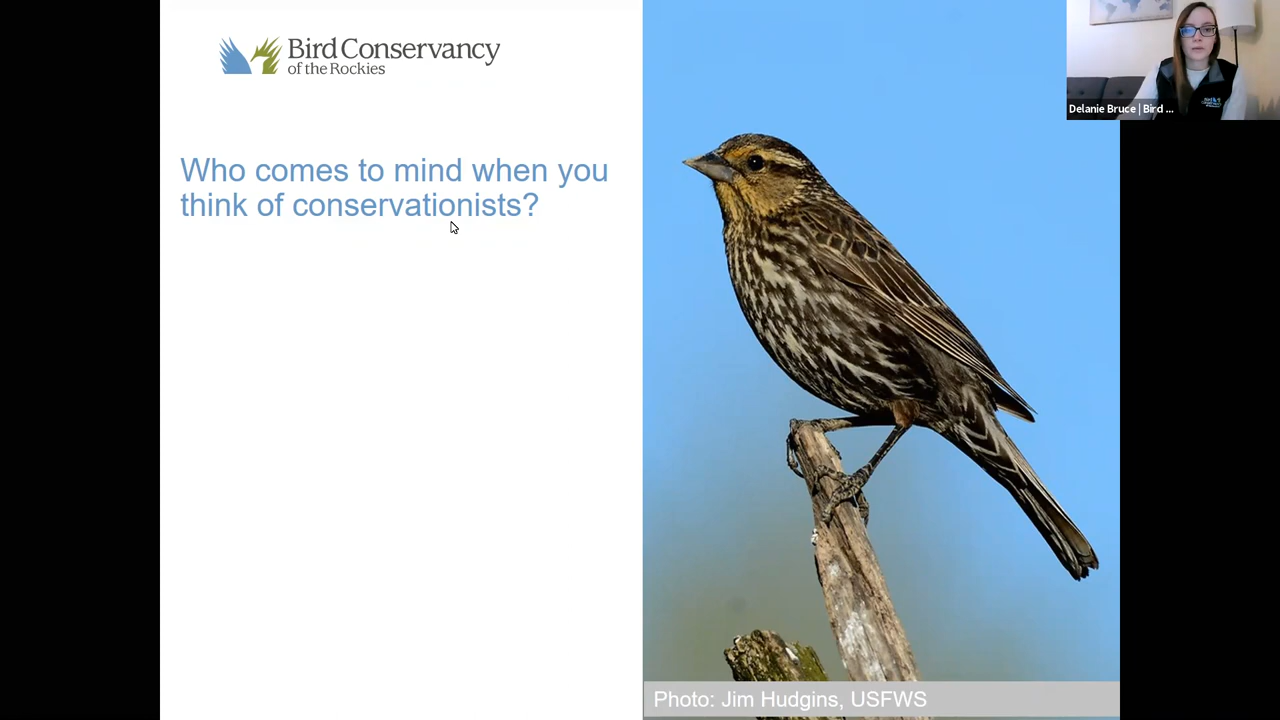 Bird Conservancy
of the Rockies
Who comes to mind when you
think of conservationists?
Photo: Jim Hudgins, USFWS
Delanie Bruce | Bird ...